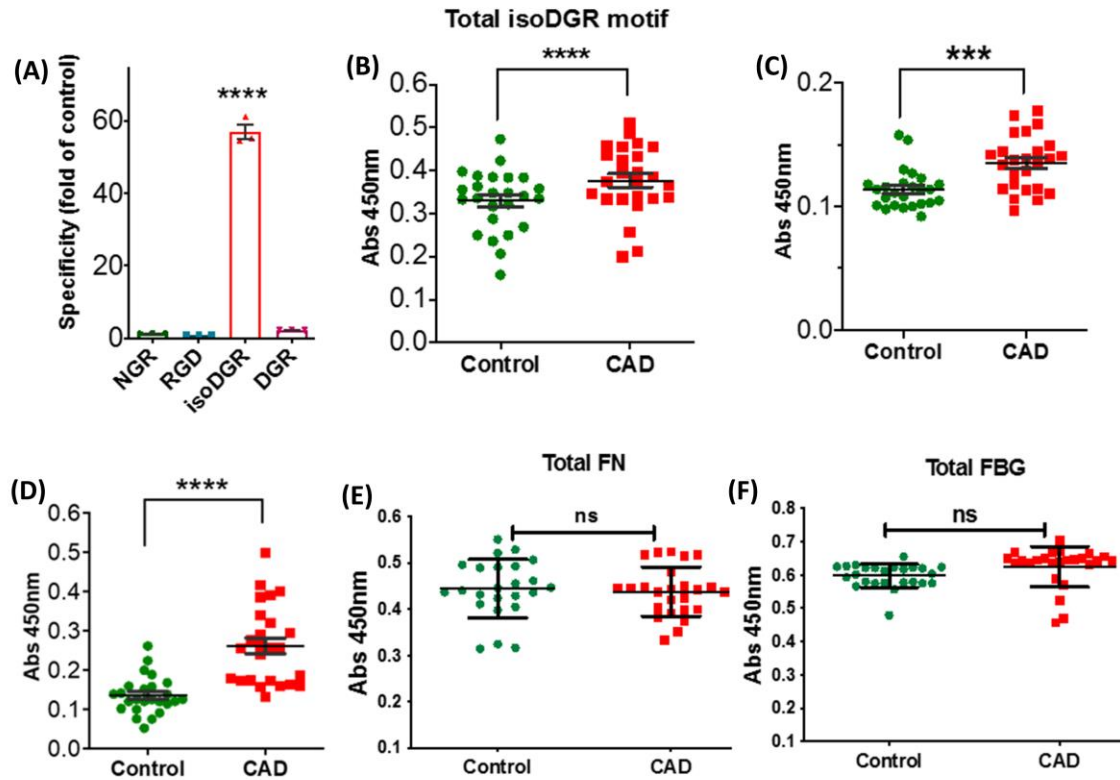 Total isoDGR motif
(A)
Specificity (fold of control)
60
40
20
0
****
NGR
RGD
isoDGR
DGR
(B)
****
Abs 450nm
0.6
0.5
0.4
0.3
0.2
0.1
0.0
Control
CAD
(C)
***
Abs 450nm
0.2
0.1
0.0
Control
CAD
(D)
****
Abs 450nm
0.6
0.5
0.4
0.3
0.2
0.1
0.0
Control
CAD
Total FN
(E)
ns
Abs 450nm
0.6
0.5
0.4
0.3
0.2
0.1
Control
CAD
Total FBG
(F)
ns
Abs 450nm
0.8
0.7
0.6
0.5
0.4
0.3
0.2
0.1
Control
CAD